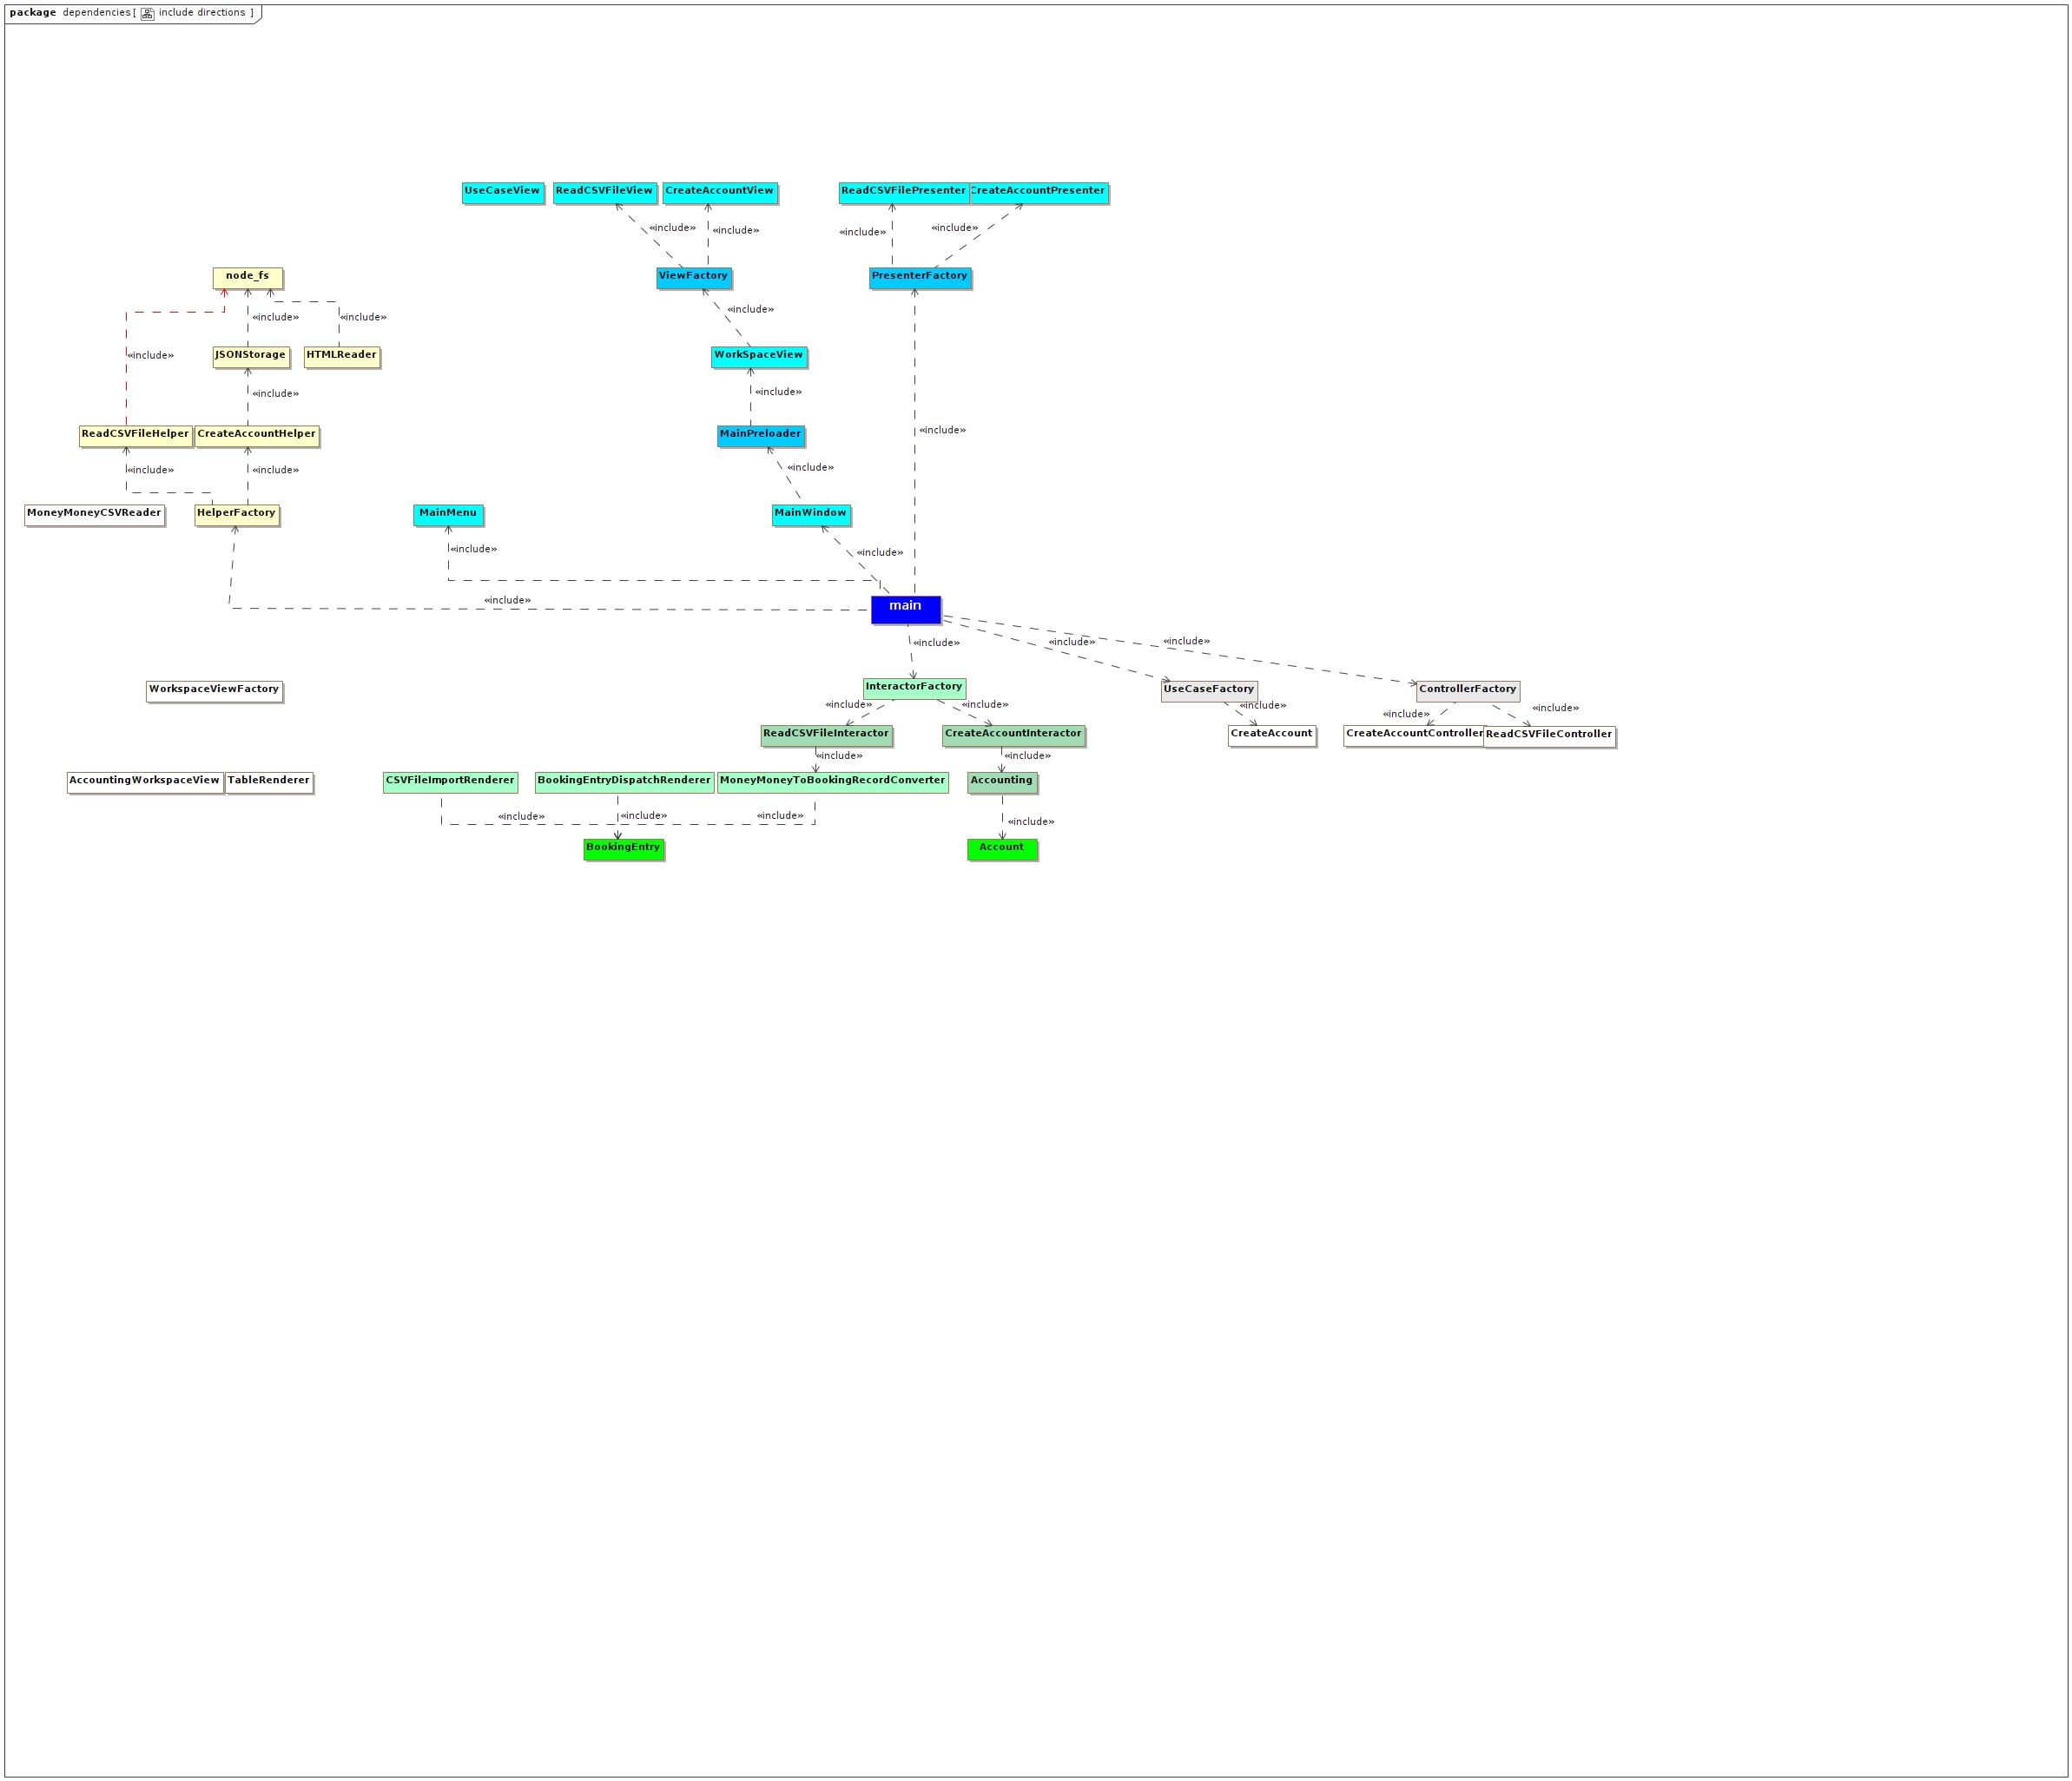 package dependencies [ include directions ]
UseCaseView
ReadCSVFileView
CreateAccountView
ReadCSVFilePresenter
CreateAccountPresenter
«include»
«include»
«include»
«include»
node_fs
ViewFactory
PresenterFactory
«include»
«include»
«include»
«include»
JSONStorage
HTMLReader
WorkSpaceView
«include»
«include»
«include»
ReadCSVFileHelper
CreateAccountHelper
MainPreloader
«include»
«include»
«include»
«include»
MoneyMoneyCSVReader
HelperFactory
MainMenu
MainWindow
«include»
«include»
«include»
main
«include»
«include»
«include»
WorkspaceViewFactory
InteractorFactory
UseCaseFactory
ControllerFactory
«include»
«include»
«include»
«include»
«include»
ReadCSVFileInteractor
CreateAccountInteractor
CreateAccount
CreateAccountController
ReadCSVFileController
«include»
«include»
AccountingWorkspaceView
TableRenderer
CSVFileImportRenderer
BookingEntryDispatchRenderer
MoneyMoneyToBookingRecordConverter
Accounting
«include»
«include»
«include»
«include»
BookingEntry
Account